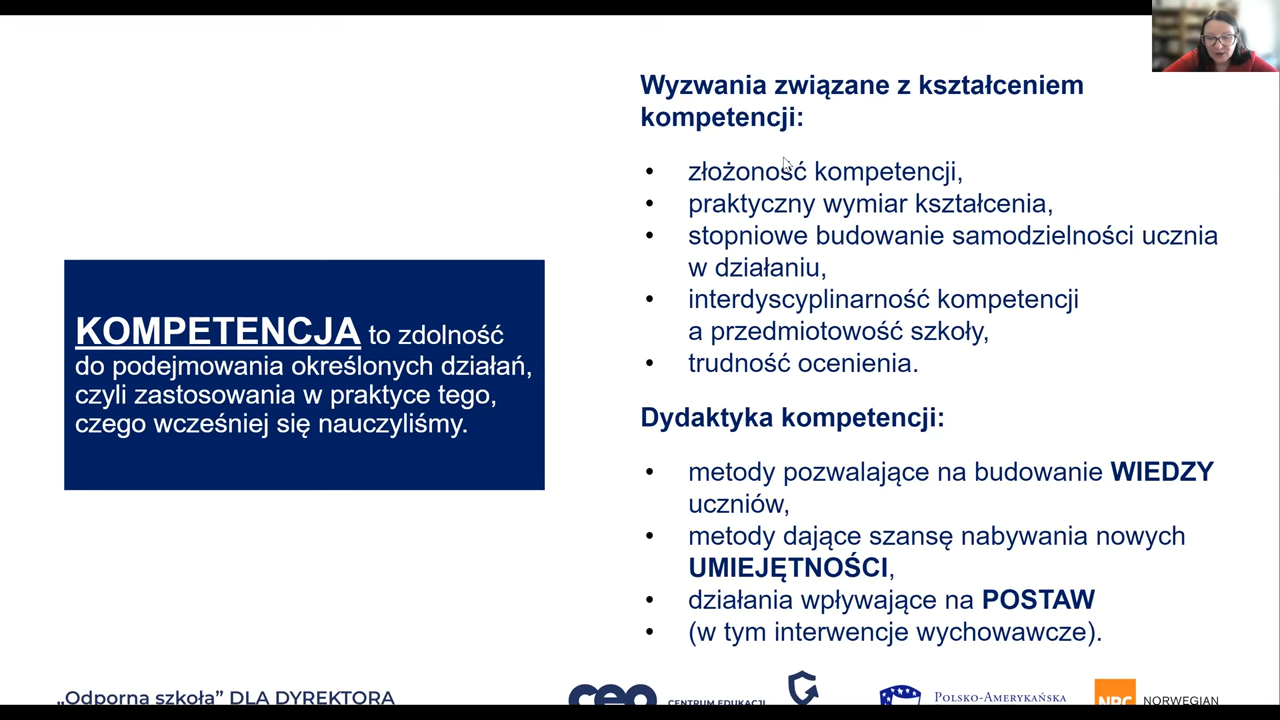 Wyzwania związane z kształceniem
kompetencji:
• złożoność kompetencji,
• praktyczny wymiar kształcenia,
• stopniowe budowanie samodzielności ucznia
w działaniu,
• interdyscyplinarność kompetencji
a przedmiotowość szkoły,
• trudność ocenienia.
KOMPETENCJA to zdolność
do podejmowania określonych działań,
czyli zastosowania w praktyce tego,
czego wcześniej się nauczyliśmy.
Dydaktyka kompetencji:
• metody pozwalające na budowanie WIEDZY
uczniów,
• metody dające szansę nabywania nowych
UMIEJĘTNOŚCI,
• działania wpływające na POSTAW
• (w tym interwencje wychowawcze).
„Odporna szkoła” DLA DYREKTORA
ceo
CENTRUM EDUKACJI
POLSKO-AMERYKAŃSKA
NRC
NORWEGIAN